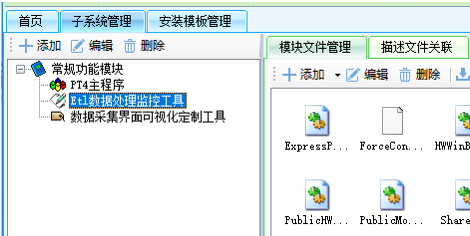 首页 子系统管理 安装模板管理
添加 编辑 删除
常规功能模块
PT4主程序
Etl数据处理监控工具
数据采集界面可视化定制工具
模块文件管理 描述文件关联
添加 编辑 删除
ExpressP... ForceCon... HWWinB
PublicHW... PublicMo... Share